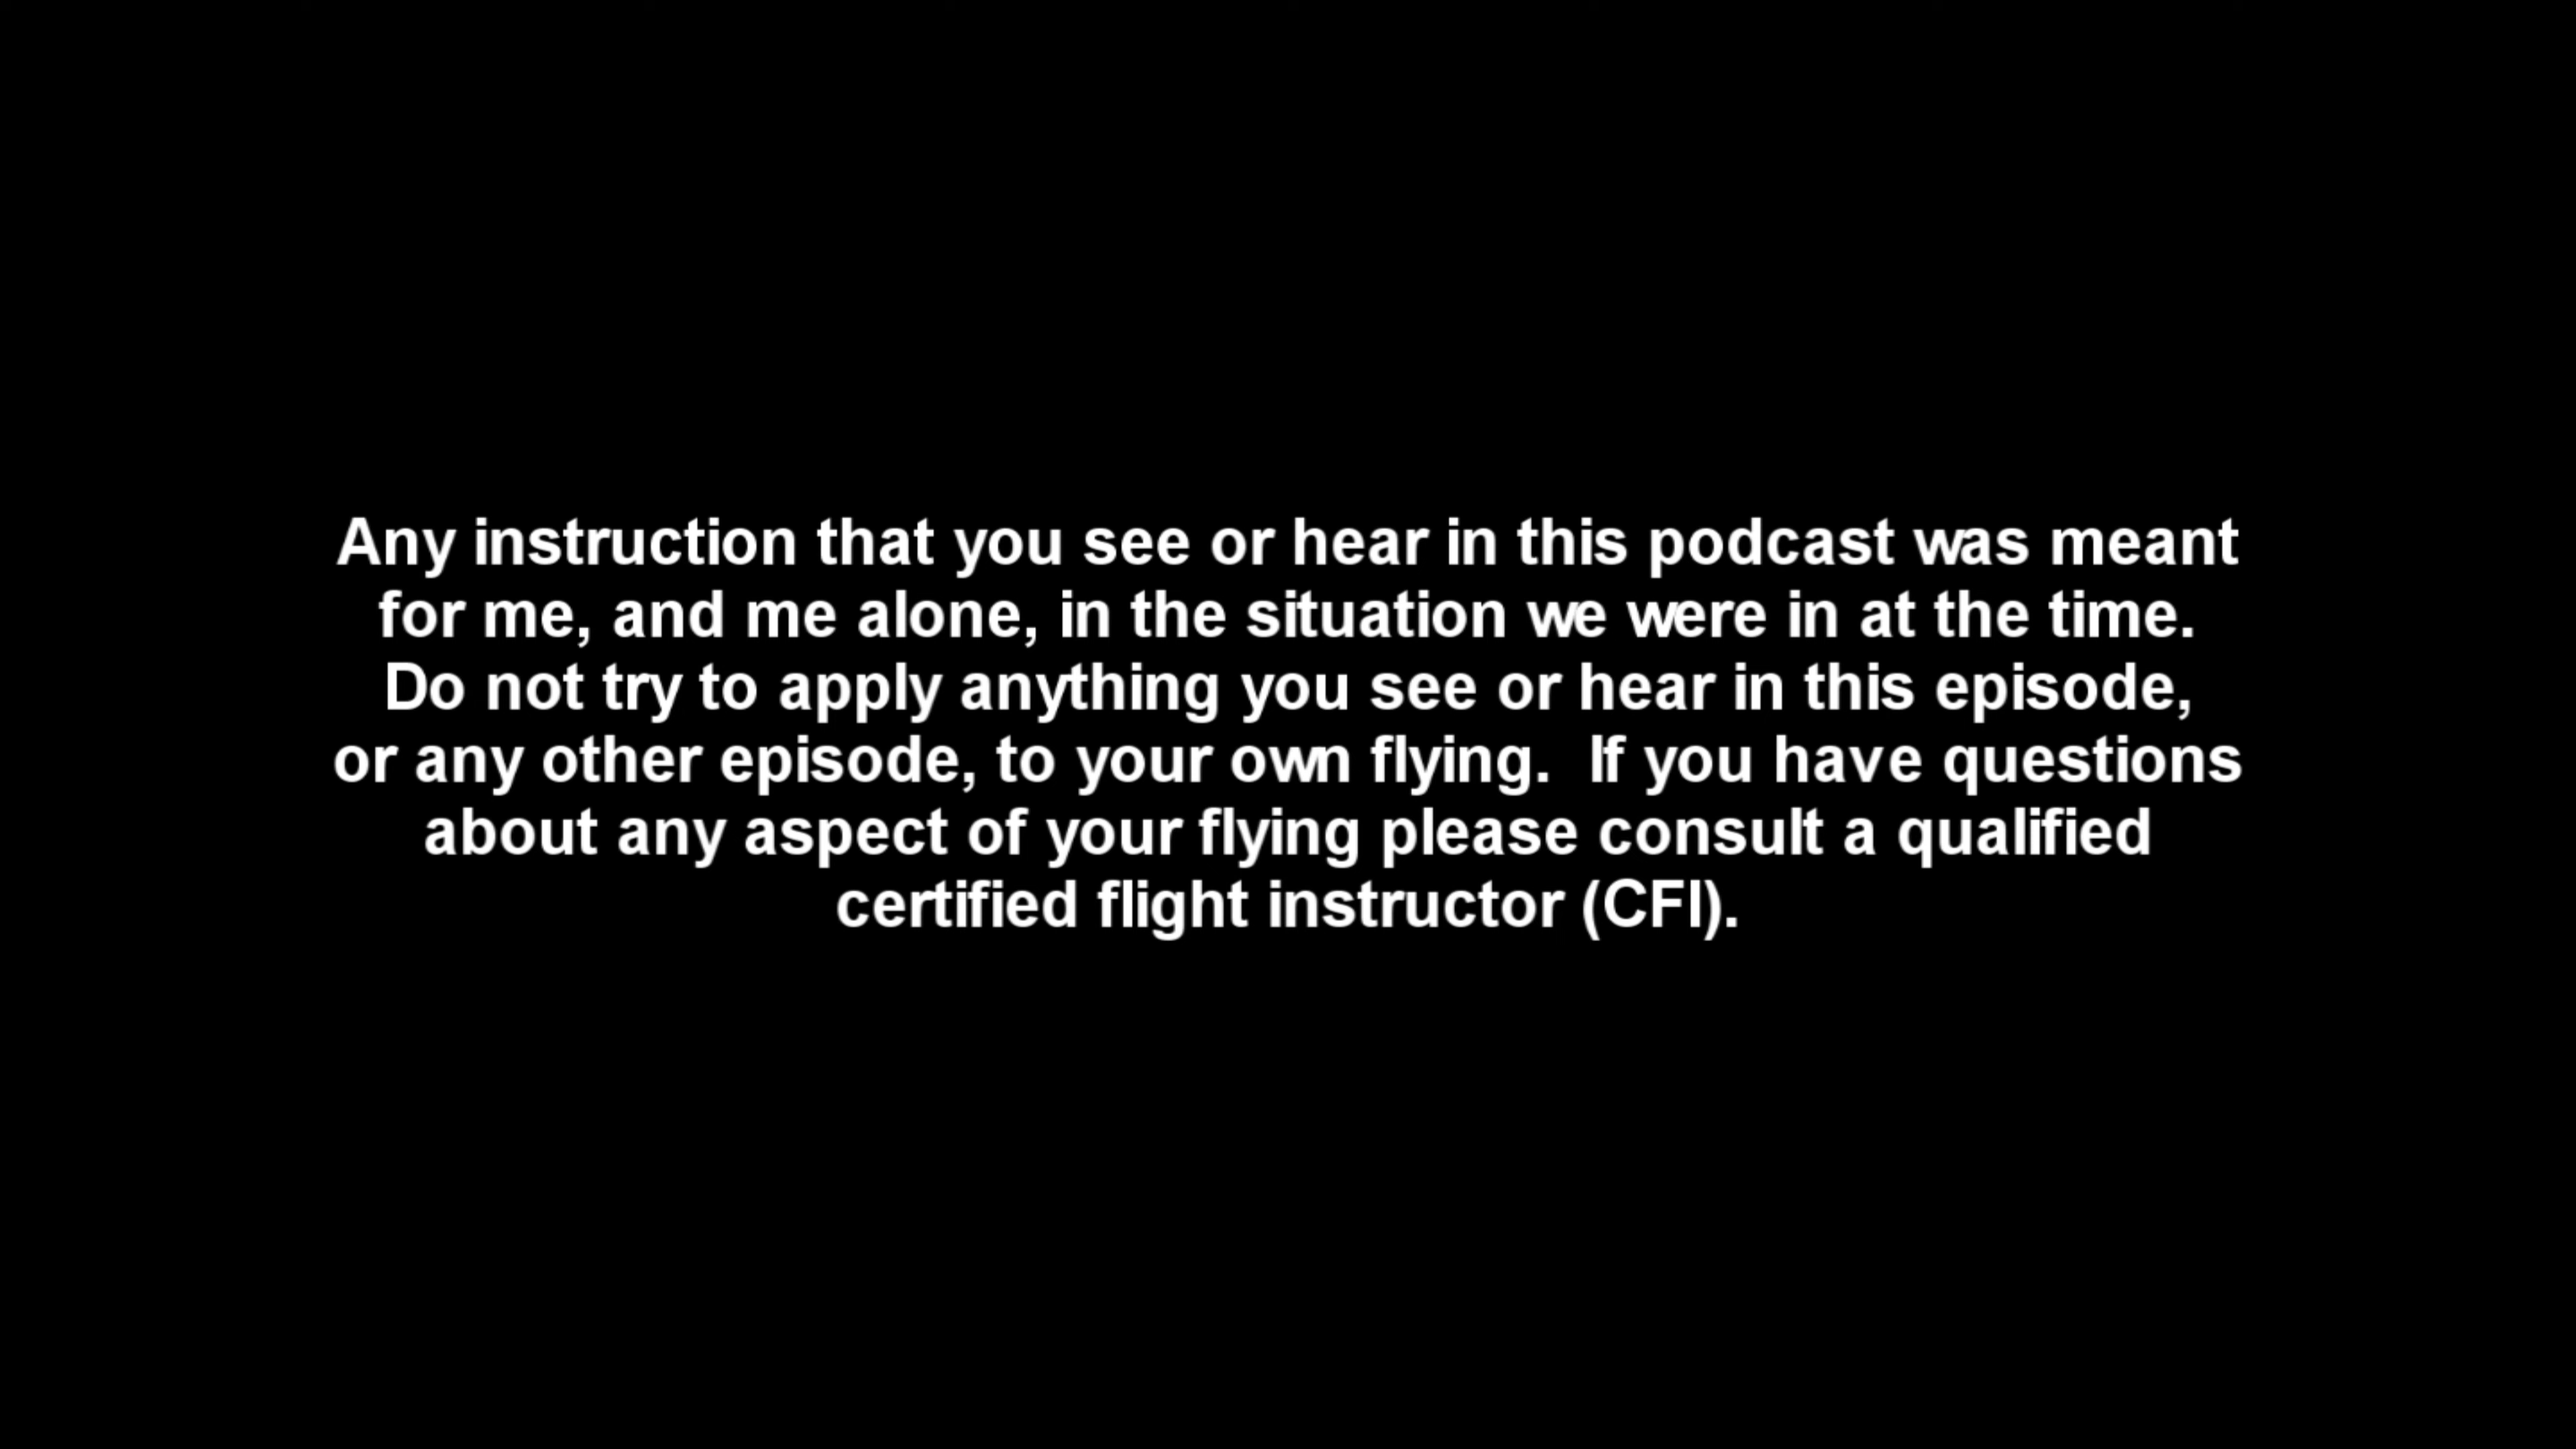 Any instruction that you see or hear in this podcast was meant
for me, and me alone, in the situation we were in at the time.
Do not try to apply anything you see or hear in this episode,
or any other episode, to your own flying.  If you have questions
about any aspect of your flying please consult a qualified
certified flight instructor (CFI).